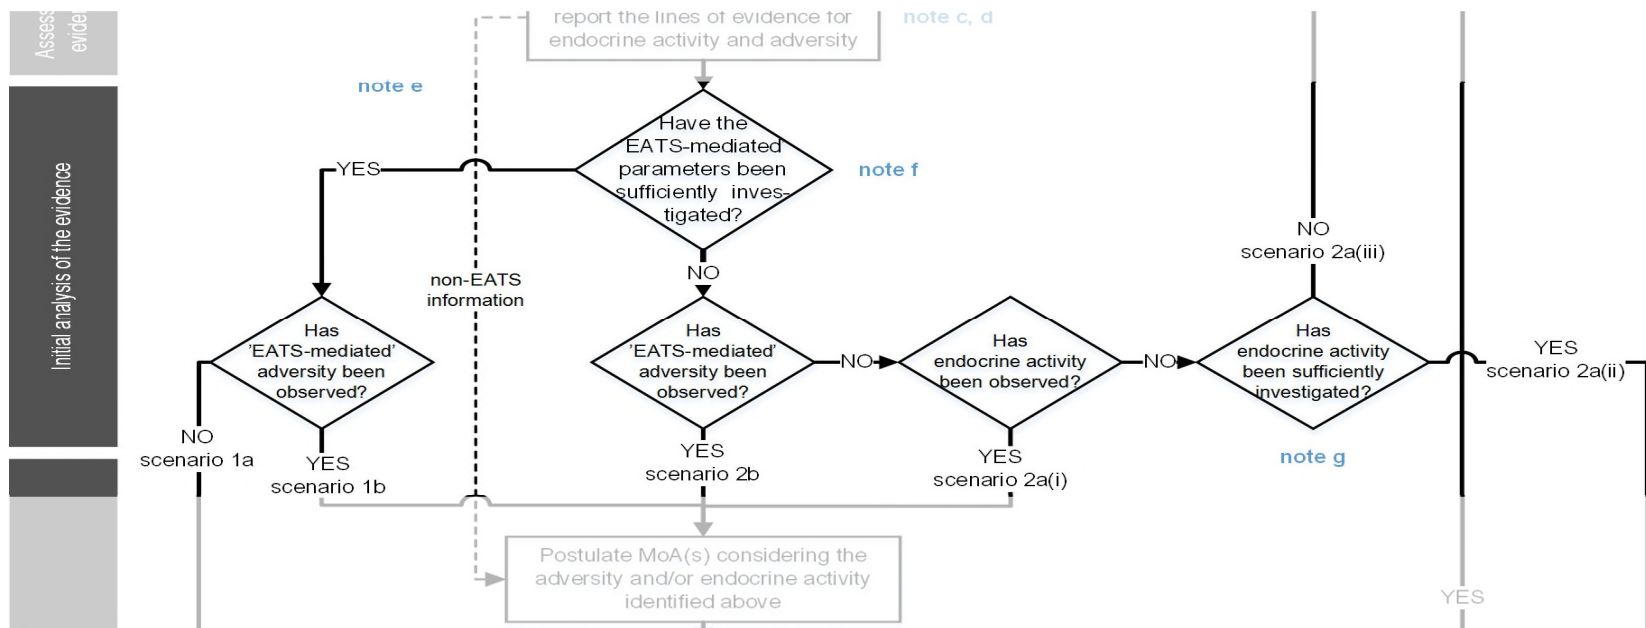 Assess
evide
report the lines of evidence for
endocrine activity and adversity
note c, d
note e
Initial analysis of the evidence
Have the
EATS-mediated
parameters been
sufficiently inves-
tigated?
note f
YES
NO
non-EATS
information
NO
scenario 2a(iii)
Has
'EATS-mediated'
adversity been
observed?
Has
'EATS-mediated'
adversity been
observed?
NO
Has
endocrine activity
been observed?
NO
Has
endocrine activity
been sufficiently
investigated?
YES
scenario 2a(ii)
NO
scenario 1a
YES
scenario 1b
YES
scenario 2b
YES
scenario 2a(i)
note g
Postulate MoA(s) considering the
adversity and/or endocrine activity
identified above
YES